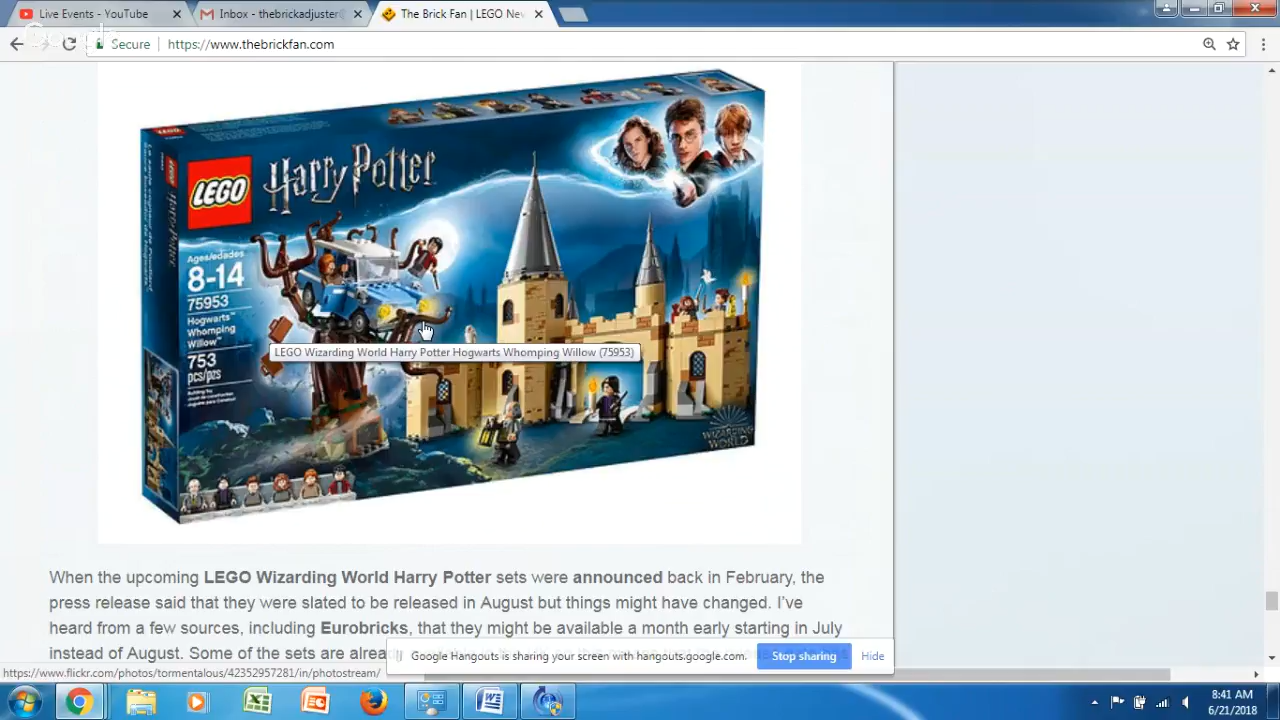 Live Events - YouTube
Inbox - thebrickadjuster@
The Brick Fan | LEGO Nev
Secure
https://www.thebrickfan.com
LEGO
Harry Potter
LEGO
Ages/edades
8-14
75953
Hogwarts™
Whomping
Willow™
753
pcs/pzs
LEGO Wizarding World Harry Potter Hogwarts Whomping Willow (75953)
WIZARDING
WORLD
When the upcoming LEGO Wizarding World Harry Potter sets were announced back in February, the
press release said that they were slated to be released in August but things might have changed. I've
heard from a few sources, including Eurobricks, that they might be available a month early starting in July
instead of August. Some of the sets are alrea
Google Hangouts is sharing your screen with hangouts.google.com.
Stop sharing
Hide
https://www.flickr.com/photos/tormentalous/42352957281/in/photostream/
8:41 AM
6/21/2018